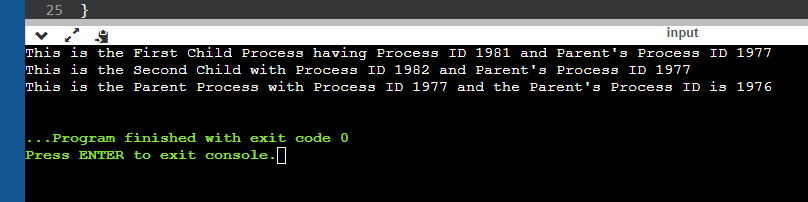 25 }
input
This is the First Child Process having Process ID 1981 and Parent's Process ID 1977
This is the Second Child with Process ID 1982 and Parent's Process ID 1977
This is the Parent Process with Process ID 1977 and the Parent's Process ID is 1976
...Program finished with exit code 0
Press ENTER to exit console.